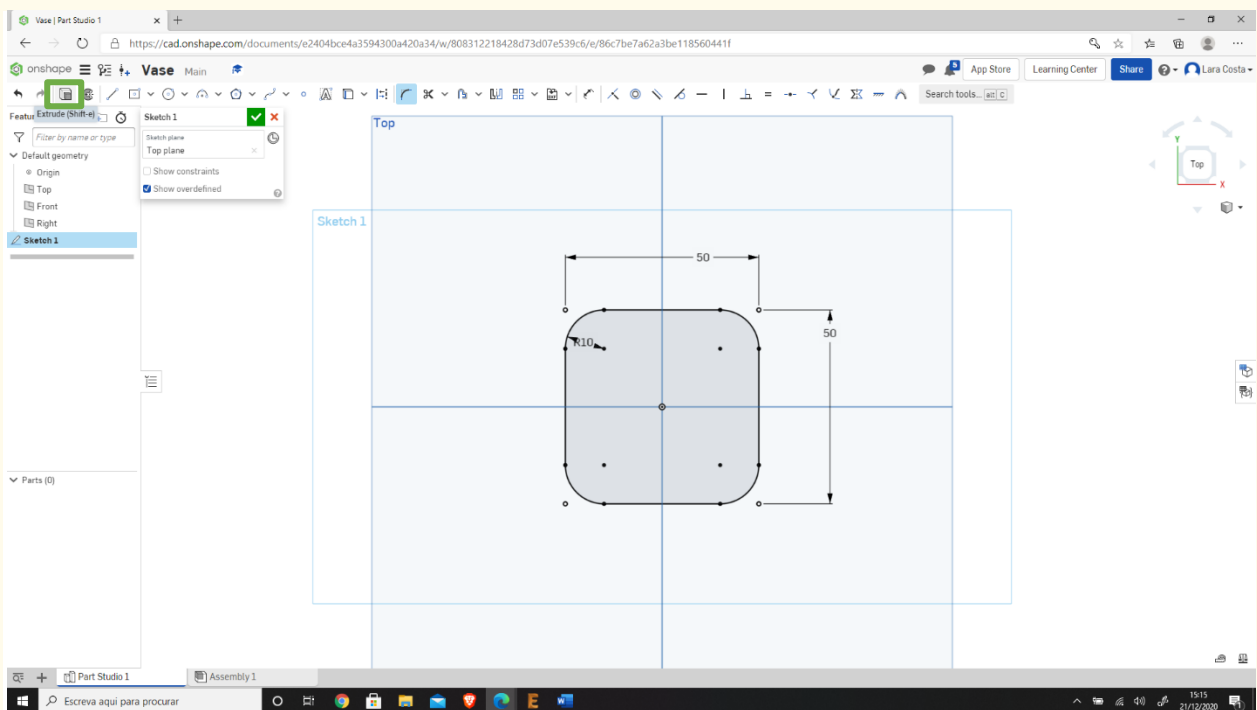 Vase | Part Studio 1
https://cad.onshape.com/documents/e2404bce4a3594300a420a34/w/808312218428d73d07e539c6/e/86c7be7a62a3be118560441f
onshape Vase Main App Store Learning Center Share Lara Costa
Search tools... alt C
Featu Extrude (Shift-e) Sketch 1
Filter by name or type
Sketch plane
Top plane
Show constraints
Show overdefined
Default geometry
Origin
Top
Front
Right
Sketch 1
Parts (0)
Top
Sketch 1
50
50
R10
Y
Top
X
Part Studio 1 Assembly 1
Escreva aqui para procurar
15:15
21/12/2020